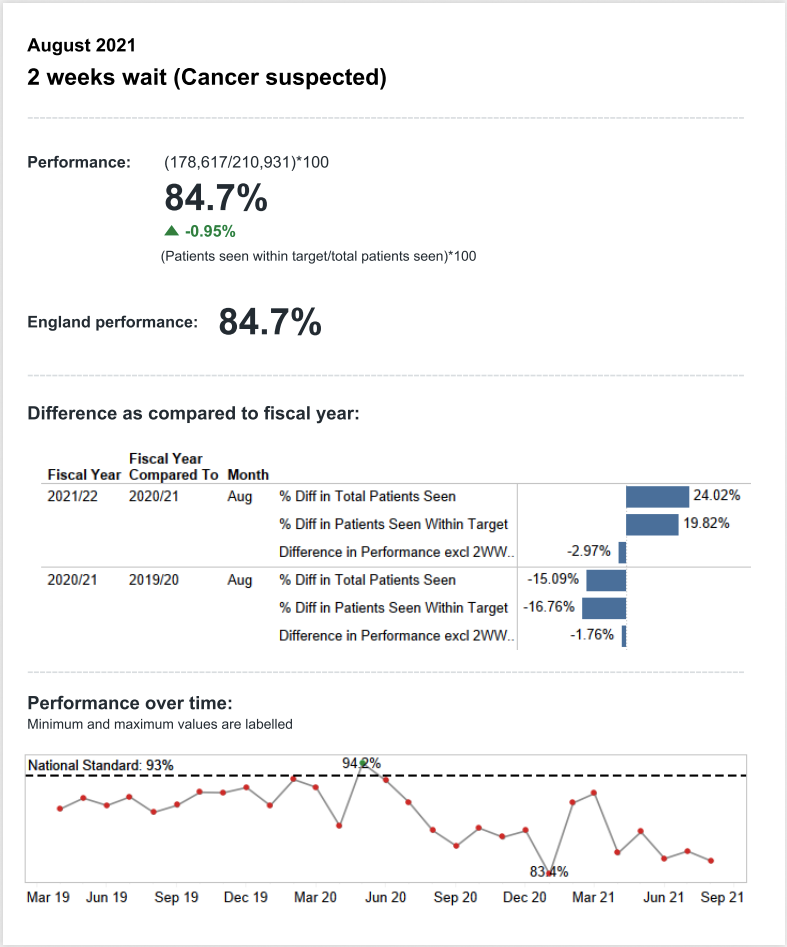 August 2021
2 weeks wait (Cancer suspected)
Performance: (178,617/210,931)*100
84.7%
▲ -0.95%
(Patients seen within target/total patients seen)*100
England performance: 84.7%
Difference as compared to fiscal year:
Fiscal Year
Fiscal Year Compared To Month
2021/22 2020/21 Aug % Diff in Total Patients Seen 24.02%
% Diff in Patients Seen Within Target 19.82%
Difference in Performance excl 2WW.. -2.97%
2020/21 2019/20 Aug % Diff in Total Patients Seen -15.09%
% Diff in Patients Seen Within Target -16.76%
Difference in Performance excl 2WW.. -1.76%
Performance over time:
Minimum and maximum values are labelled
National Standard: 93% 94.2%
83.4%
Mar 19 Jun 19 Sep 19 Dec 19 Mar 20 Jun 20 Sep 20 Dec 20 Mar 21 Jun 21 Sep 21